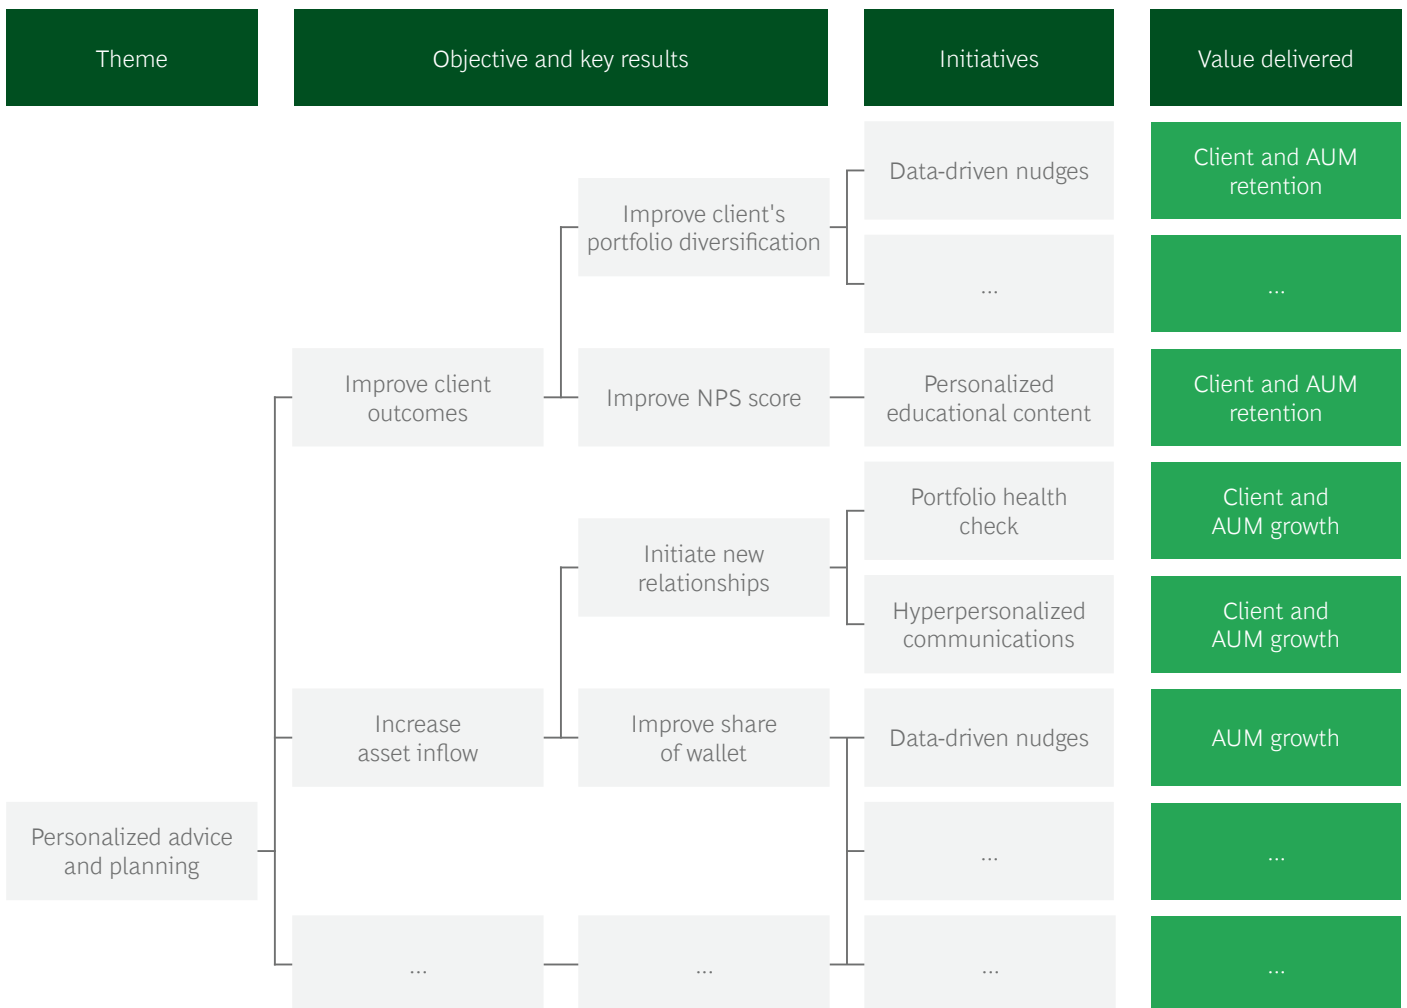 Theme
Objective and key results
Initiatives
Value delivered
Data-driven nudges
Client and AUM
retention
Improve client's
portfolio diversification
...
...
Improve client
outcomes
Improve NPS score
Personalized
educational content
Client and AUM
retention
Portfolio health
check
Client and
AUM growth
Initiate new
relationships
Hyperpersonalized
communications
Client and
AUM growth
Increase
asset inflow
Improve share
of wallet
Data-driven nudges
AUM growth
Personalized advice
and planning
...
...
...
...
...
...